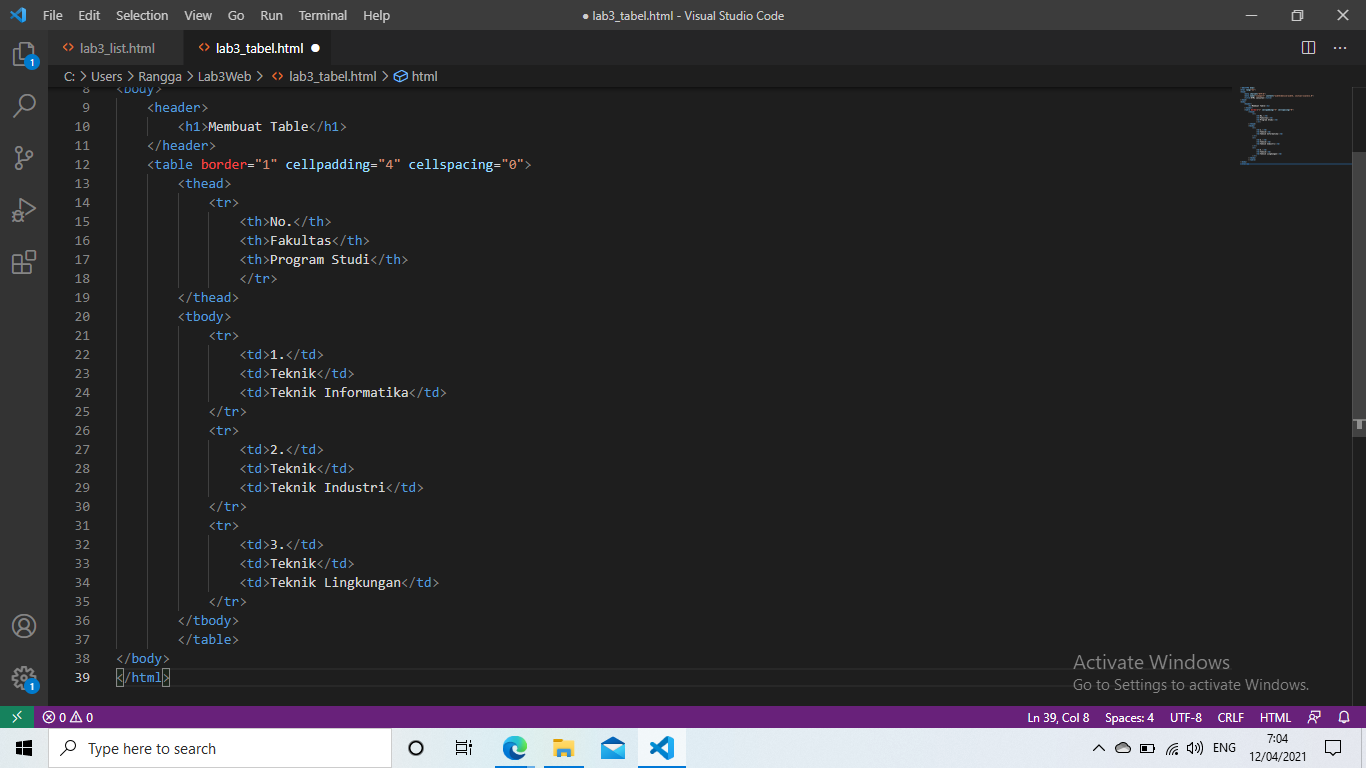 File Edit Selection View Go Run Terminal Help ● lab3_tabel.html - Visual Studio Code
lab3_list.html lab3_tabel.html ●
C: > Users > Rangga > Lab3Web > lab3_tabel.html > html
8 <body>
9 <header>
10 <h1>Membuat Table</h1>
11 </header>
12 <table border="1" cellpadding="4" cellspacing="0">
13 <thead>
14 <tr>
15 <th>No.</th>
16 <th>Fakultas</th>
17 <th>Program Studi</th>
18 </tr>
19 </thead>
20 <tbody>
21 <tr>
22 <td>1.</td>
23 <td>Teknik</td>
24 <td>Teknik Informatika</td>
25 </tr>
26 <tr>
27 <td>2.</td>
28 <td>Teknik</td>
29 <td>Teknik Industri</td>
30 </tr>
31 <tr>
32 <td>3.</td>
33 <td>Teknik</td>
34 <td>Teknik Lingkungan</td>
35 </tr>
36 </tbody>
37 </table>
38 </body>
39 </html>
1
1
Activate Windows
Go to Settings to activate Windows.
0 0 Ln 39, Col 8 Spaces: 4 UTF-8 CRLF HTML
Type here to search ENG 7:04
12/04/2021